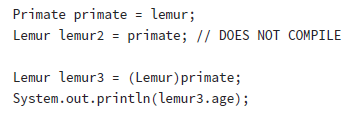 Primate primate = lemur;
Lemur lemur2 = primate; // DOES NOT COMPILE
Lemur lemur3 = (Lemur)primate;
System.out.println(lemur3.age);